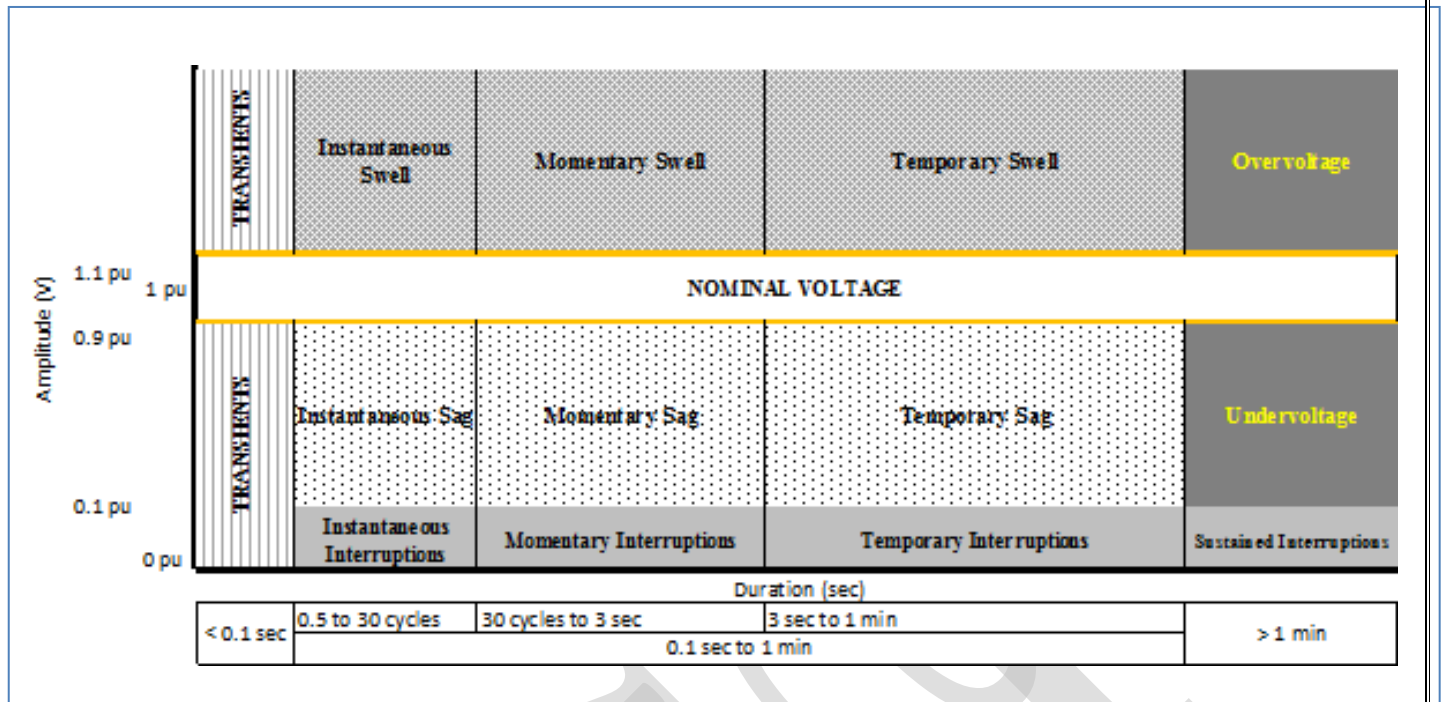 TRANSIENTS
Instantaneous
Swell
Momentary Swell
Temporary Swell
Overvoltage
Amplitude (V)
1.1 pu
1 pu
NOMINAL VOLTAGE
0.9 pu
TRANSIENTS
Instantaneous Sag
Momentary Sag
Temporary Sag
Undervoltage
0.1 pu
Instantaneous
Interruptions
Momentary Interruptions
Temporary Interruptions
Sustained Interruptions
0 pu
Duration (sec)
< 0.1 sec
0.5 to 30 cycles
30 cycles to 3 sec
3 sec to 1 min
> 1 min
0.1 sec to 1 min